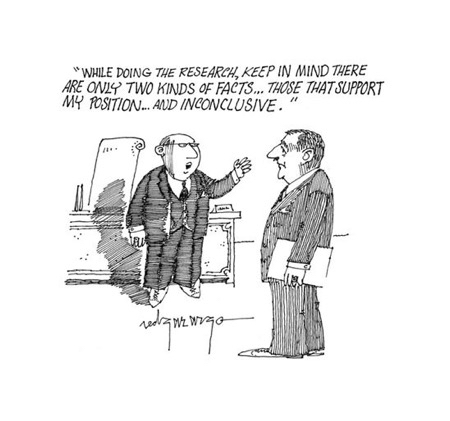 "WHILE DOING THE RESEARCH, KEEP IN MIND THERE
ARE ONLY TWO KINDS OF FACTS... THOSE THAT SUPPORT
MY POSITION... AND INCONCLUSIVE."